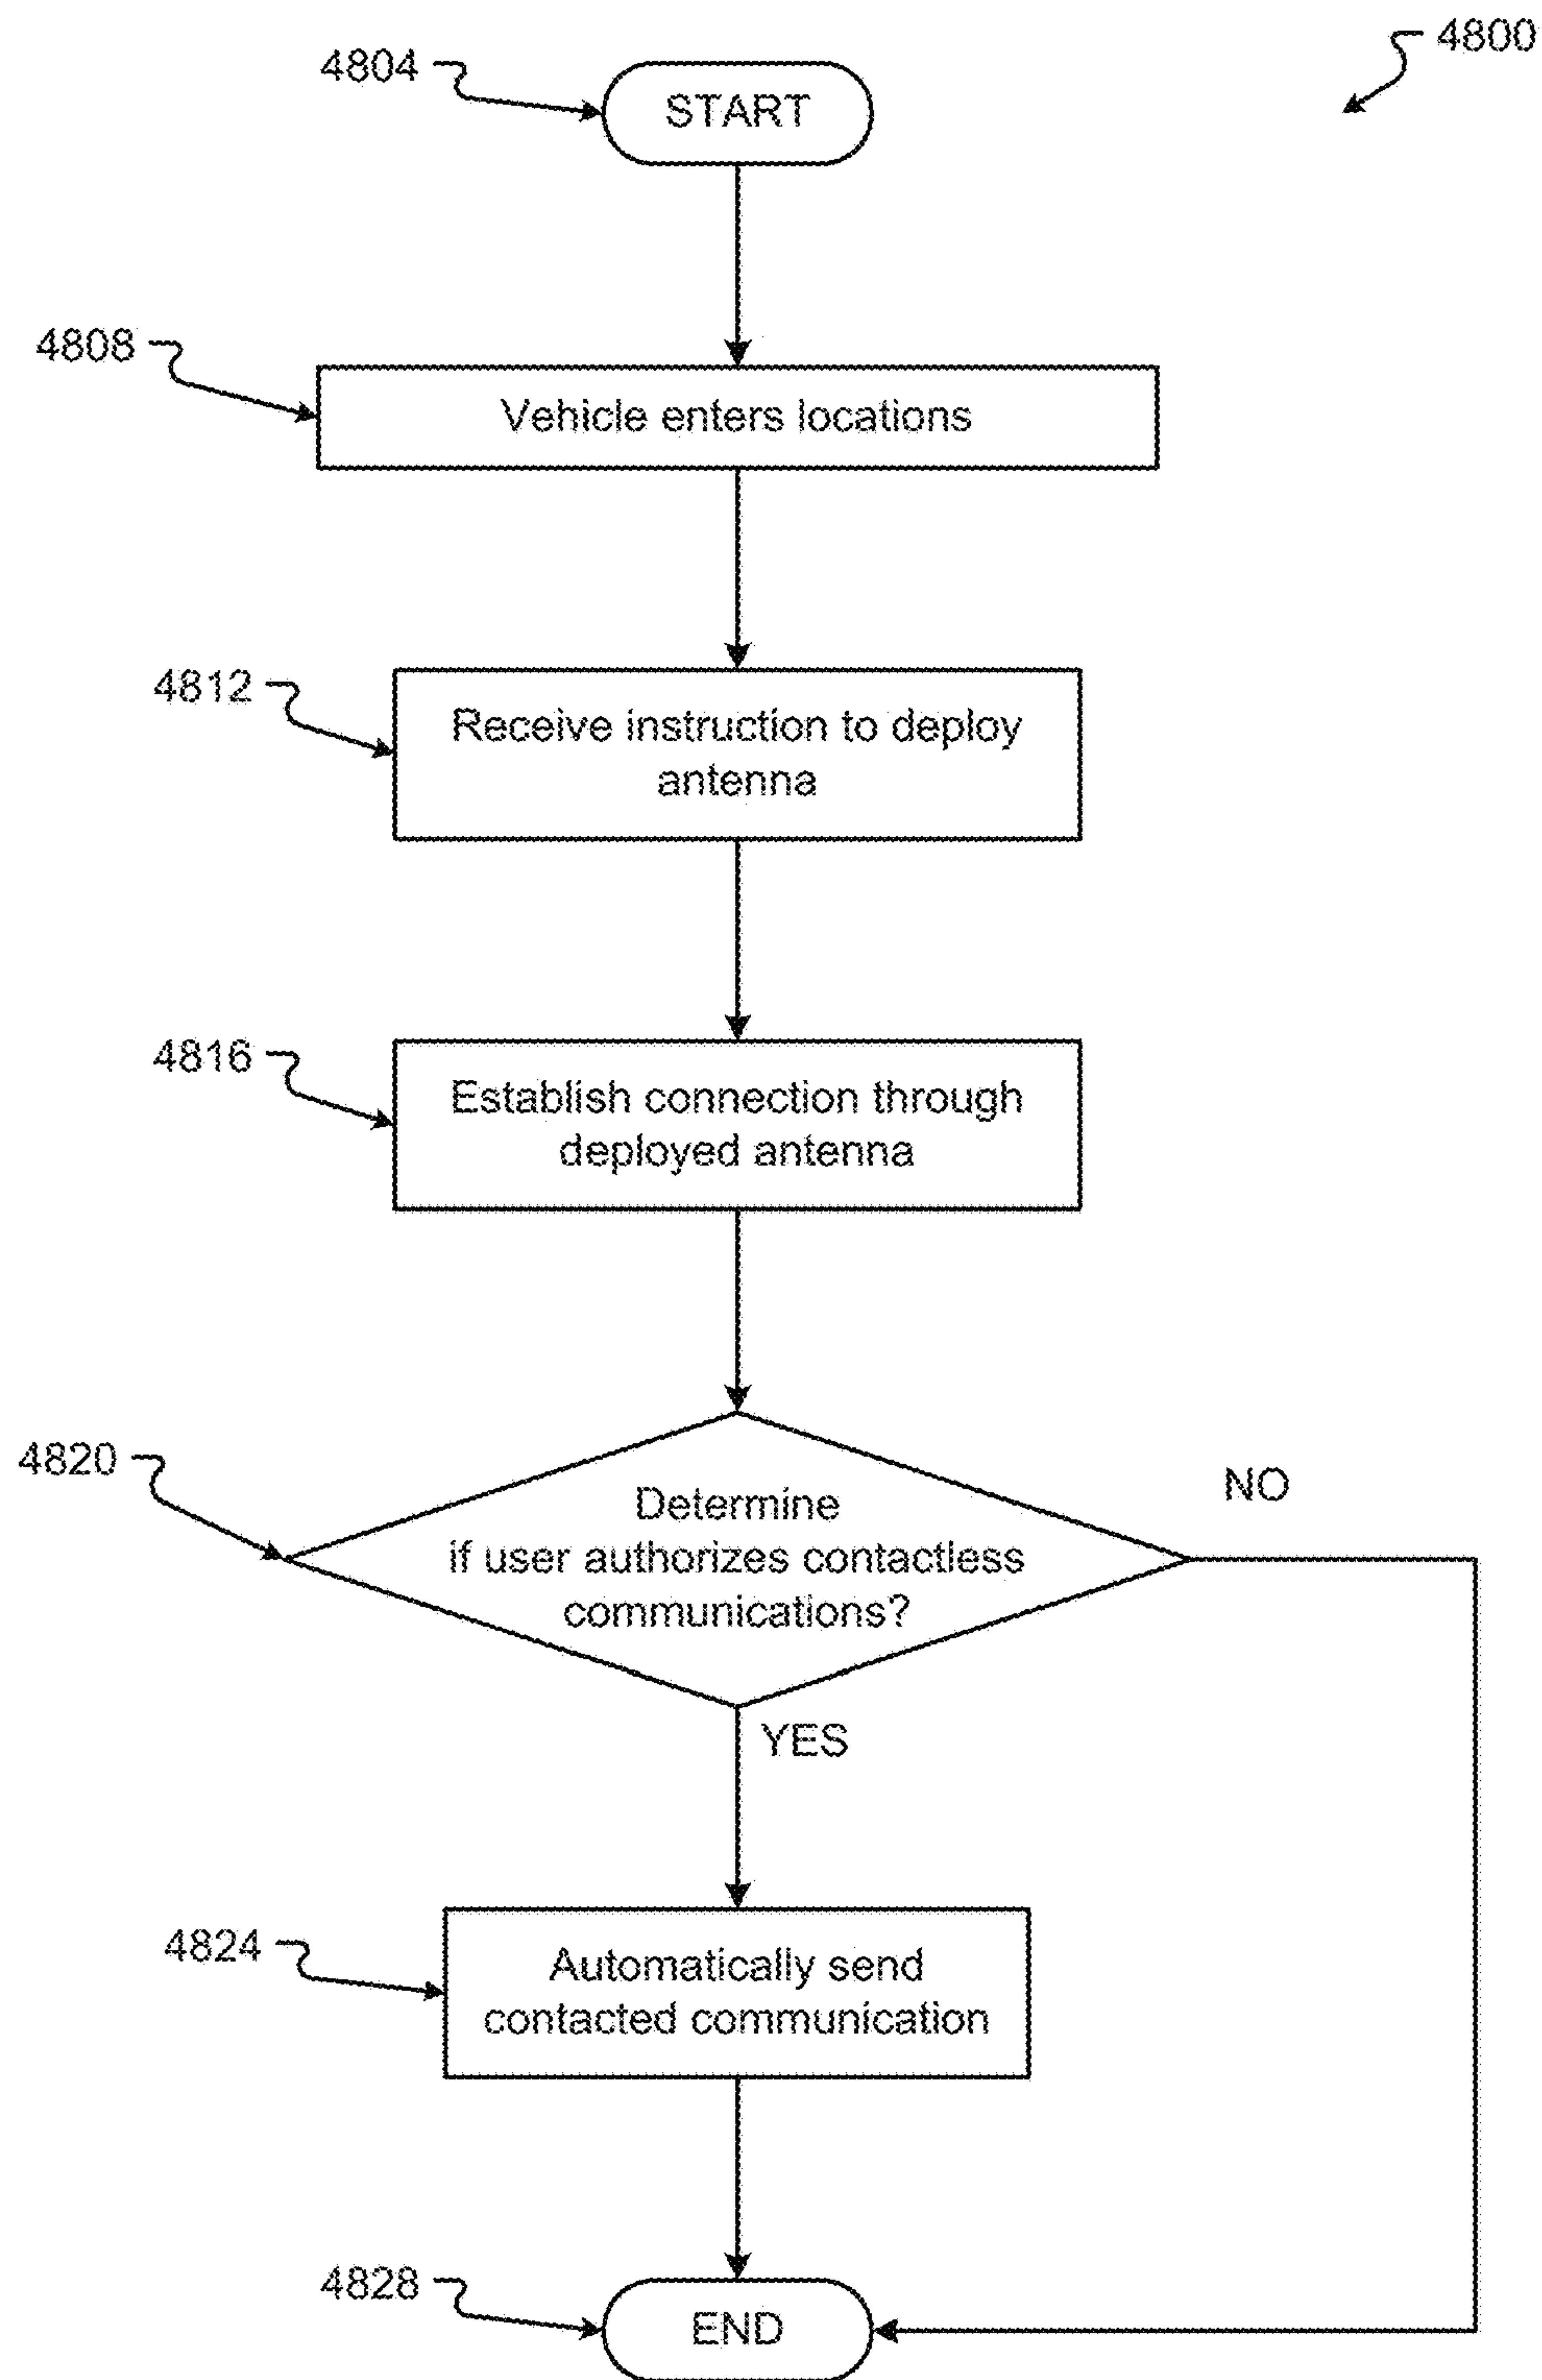 4800
4804
START
4808
Vehicle enters locations
4812
Receive instruction to deploy
antenna
4816
Establish connection through
deployed antenna
4820
Determine
if user authorizes contactless
communications?
NO
YES
4824
Automatically send
contacted communication
4828
END